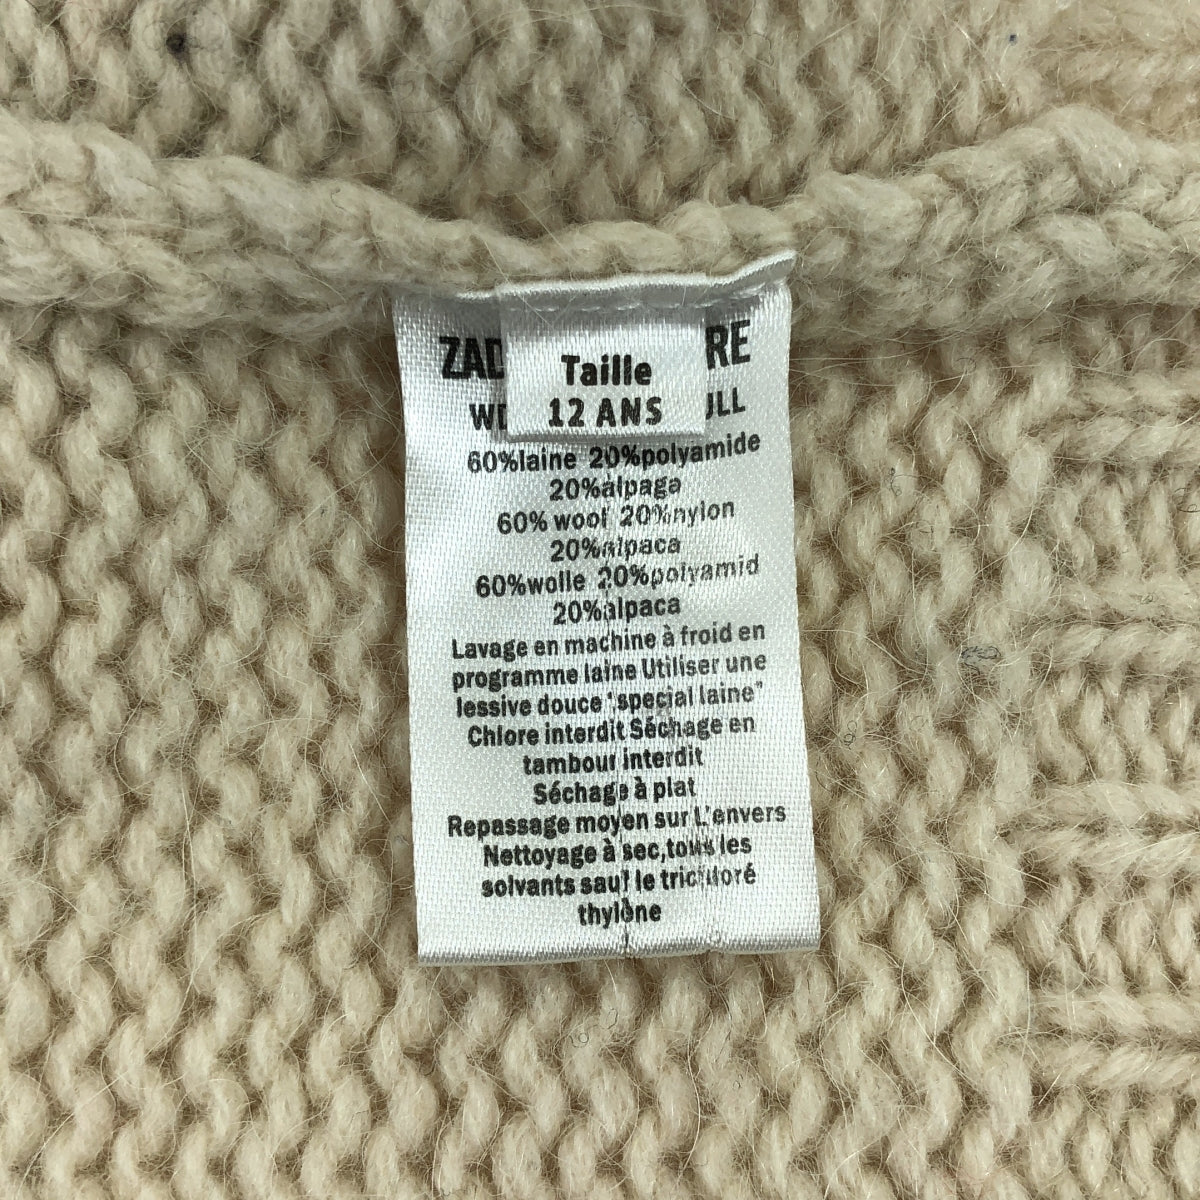 Taille
12 ANS
60%laine 20%polyamide
20%alpaga
60% wool 20%nylon
20%alpaca
60%wolle 20%polyamid
20%alpaca
Lavage en machine à froid en
programme laine Utiliser une
lessive douce "special laine"
Chlore interdit Séchage en
tambour interdit
Séchage à plat
Repassage moyen sur L'envers
Nettoyage à sec,tous les
solvants sauf le trichloré
thylène